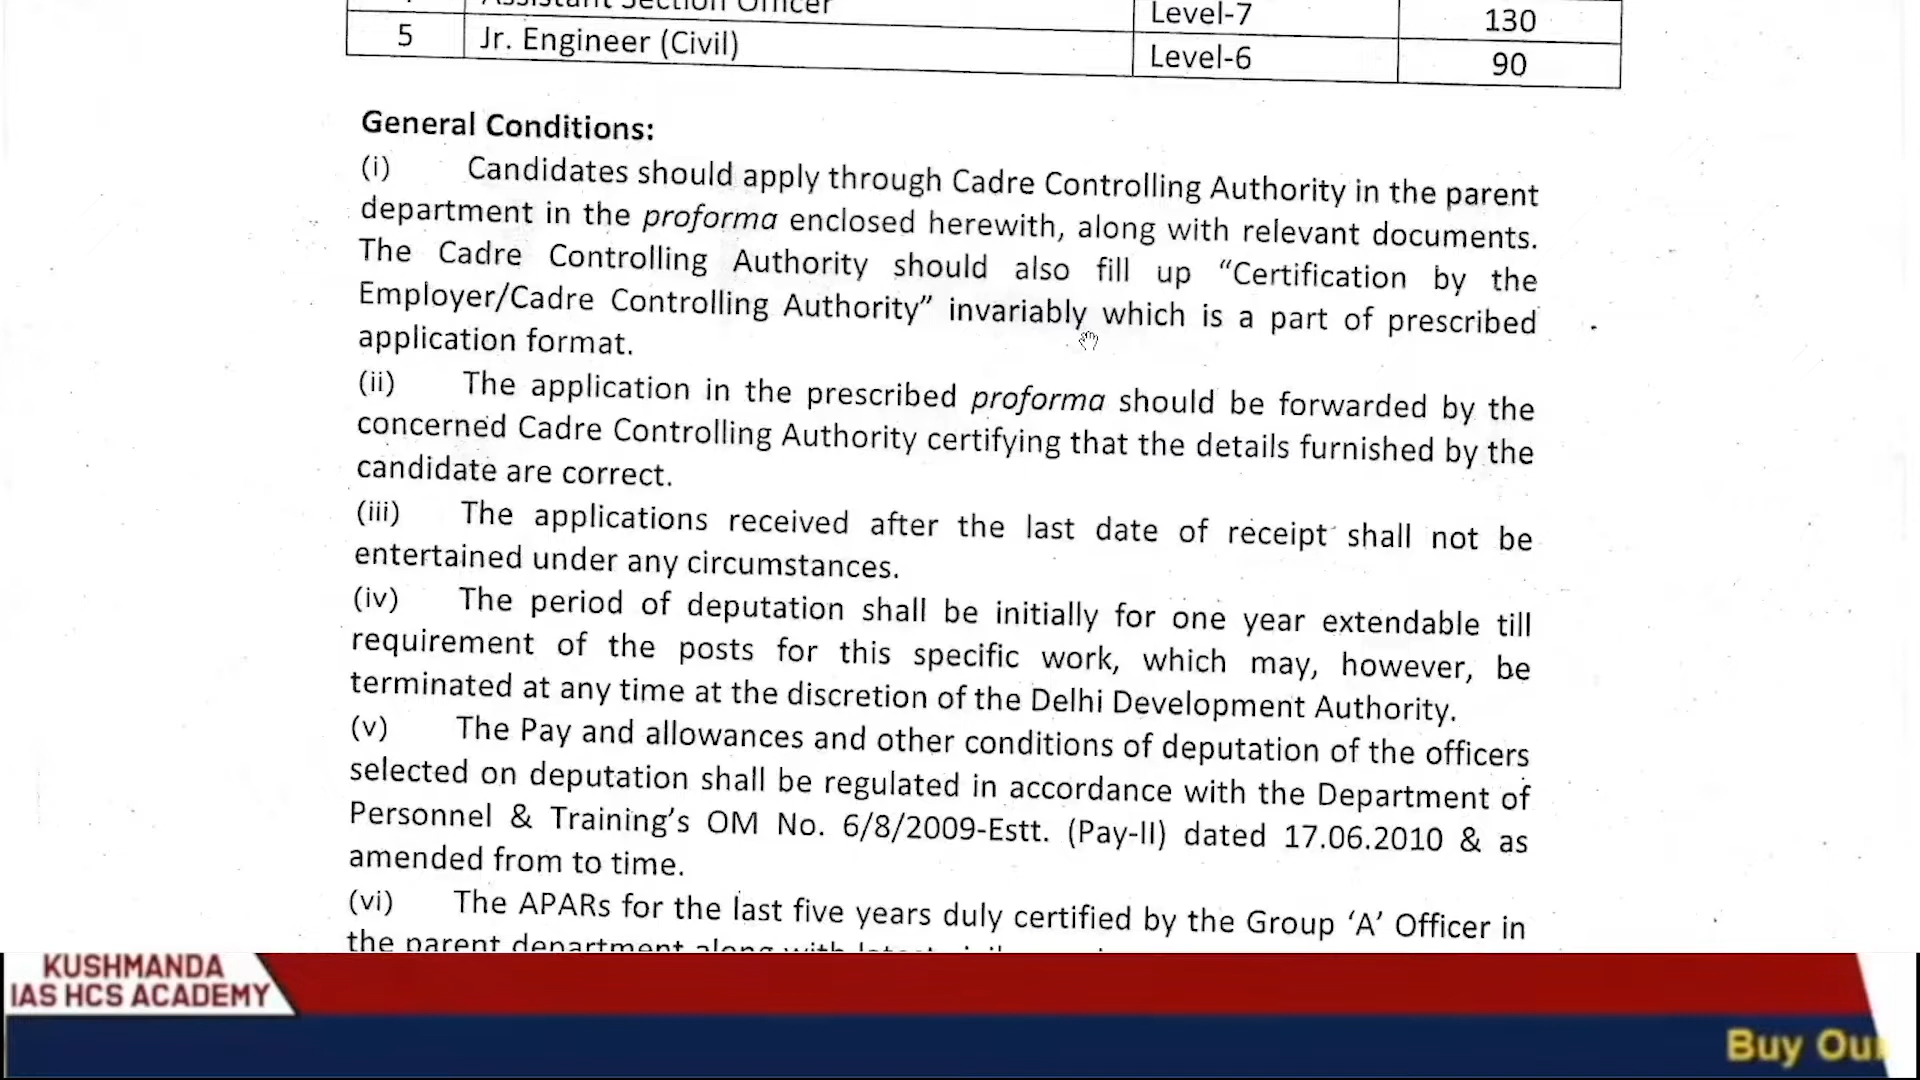 Assistant Section Officer Level-7 130
5 Jr. Engineer (Civil) Level-6 90
General Conditions:
(i) Candidates should apply through Cadre Controlling Authority in the parent
department in the proforma enclosed herewith, along with relevant documents.
The Cadre Controlling Authority should also fill up “Certification by the
Employer/Cadre Controlling Authority” invariably which is a part of prescribed
application format.
(ii) The application in the prescribed proforma should be forwarded by the
concerned Cadre Controlling Authority certifying that the details furnished by the
candidate are correct.
(iii) The applications received after the last date of receipt shall not be
entertained under any circumstances.
(iv) The period of deputation shall be initially for one year extendable till
requirement of the posts for this specific work, which may, however, be
terminated at any time at the discretion of the Delhi Development Authority.
(v) The Pay and allowances and other conditions of deputation of the officers
selected on deputation shall be regulated in accordance with the Department of
Personnel & Training’s OM No. 6/8/2009-Estt. (Pay-II) dated 17.06.2010 & as
amended from to time.
(vi) The APARs for the last five years duly certified by the Group ‘A’ Officer in
the parent department along with
KUSHMANDA
IAS HCS ACADEMY
Buy Ou